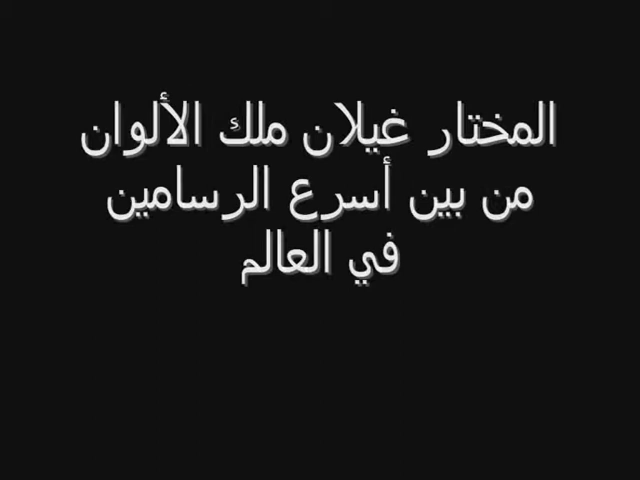 المختار غيلان ملك الألوان
من بين أسرع الرسامين
في العالم